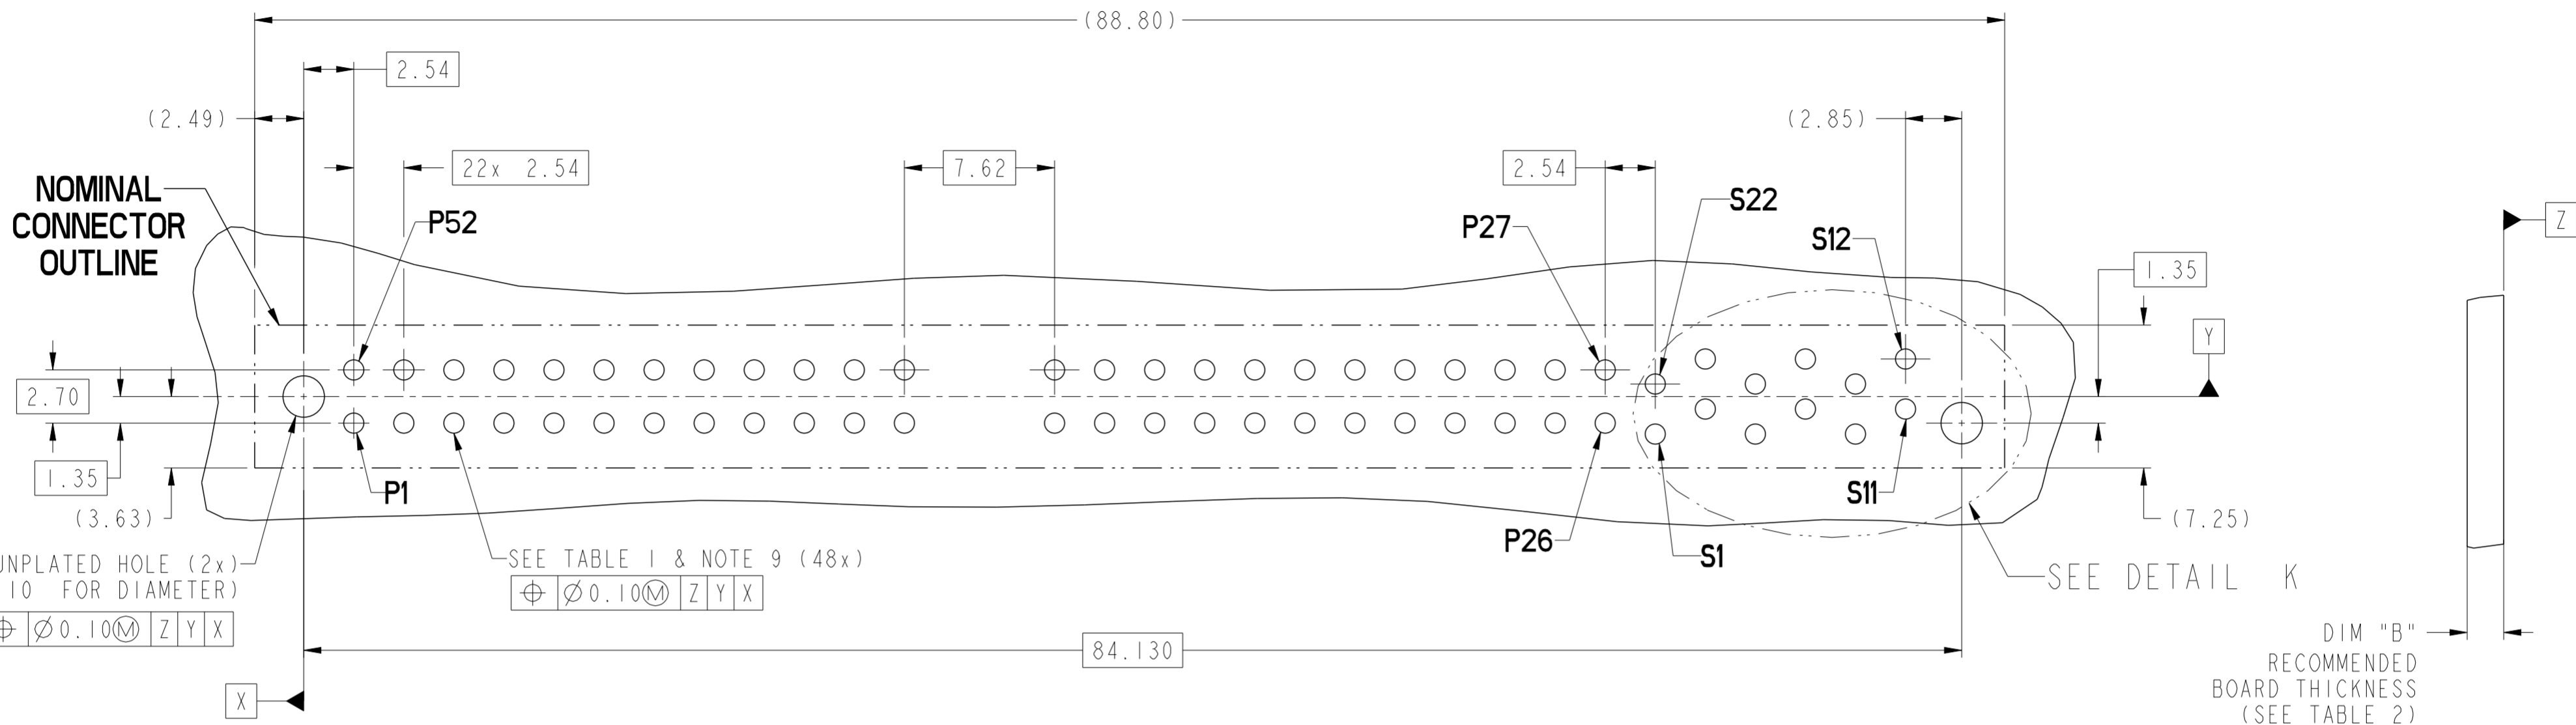 (88.80)
2.54
(2.49)
(2.85)
22x 2.54
7.62
2.54
NOMINAL
CONNECTOR
OUTLINE
P52
S22
P27
S12
Z
1.35
Y
2.70
1.35
P1
S11
(3.63)
(7.25)
P26
S1
UNPLATED HOLE (2x)
10 FOR DIAMETER)
⌖ Ø0.10Ⓜ Z Y X
SEE TABLE 1 & NOTE 9 (48x)
⌖ Ø0.10Ⓜ Z Y X
SEE DETAIL K
84.130
X
DIM "B"
RECOMMENDED
BOARD THICKNESS
(SEE TABLE 2)